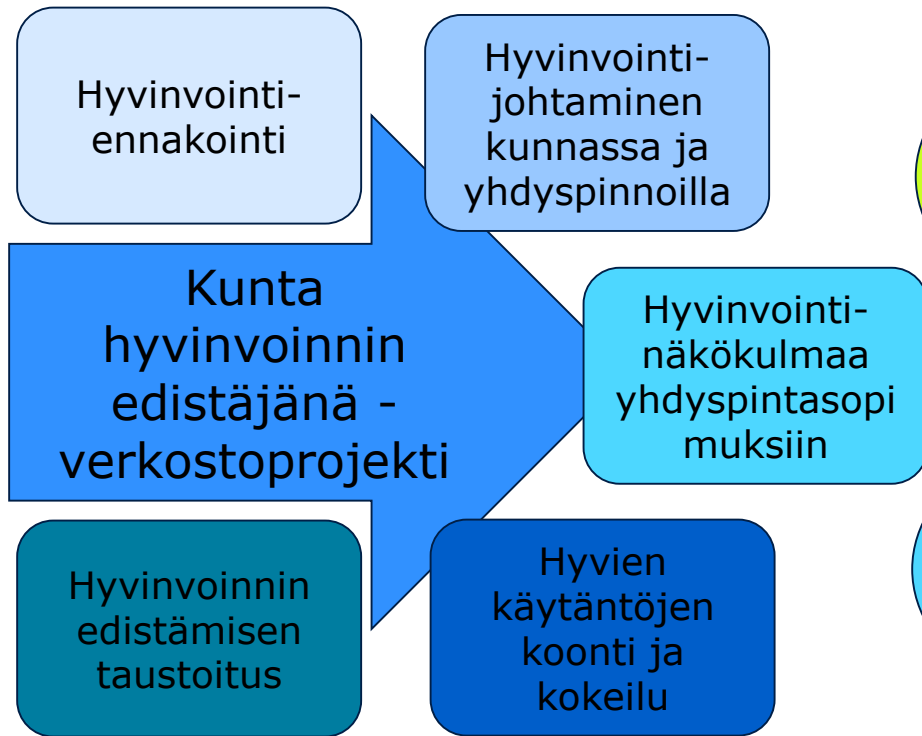 Hyvinvointi-
ennakointi
Hyvinvointi-
johtaminen
kunnassa ja
yhdyspinnoilla
Kunta
hyvinvoinnin
edistäjänä -
verkostoprojekti
Hyvinvointi-
näkökulmaa
yhdyspintasopi
muksiin
Hyvinvoinnin
edistämisen
taustoitus
Hyvien
käytäntöjen
koonti ja
kokeilu